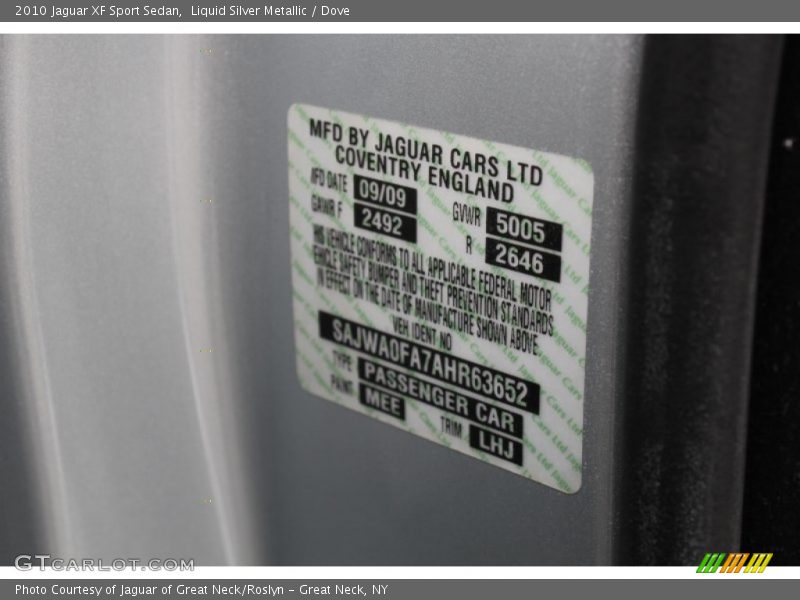 2010 Jaguar XF Sport Sedan,  Liquid Silver Metallic / Dove
MFD BY JAGUAR CARS LTD
COVENTRY ENGLAND
MFD DATE 09/09 GVWR 5005
GAWR F 2492 R 2646
HIS VEHICLE CONFORMS TO ALL APPLICABLE FEDERAL MOTOR
EHICLE SAFETY BUMPER AND THEFT PREVENTION STANDARDS
IN EFFECT ON THE DATE OF MANUFACTURE SHOWN ABOVE
VEH IDENT NO
SAJWA0FA7AHR63652
TYPE PASSENGER CAR
PAINT MEE TRIM LHJ
GTCARLOT.COM
Photo Courtesy of Jaguar of Great Neck/Roslyn – Great Neck, NY